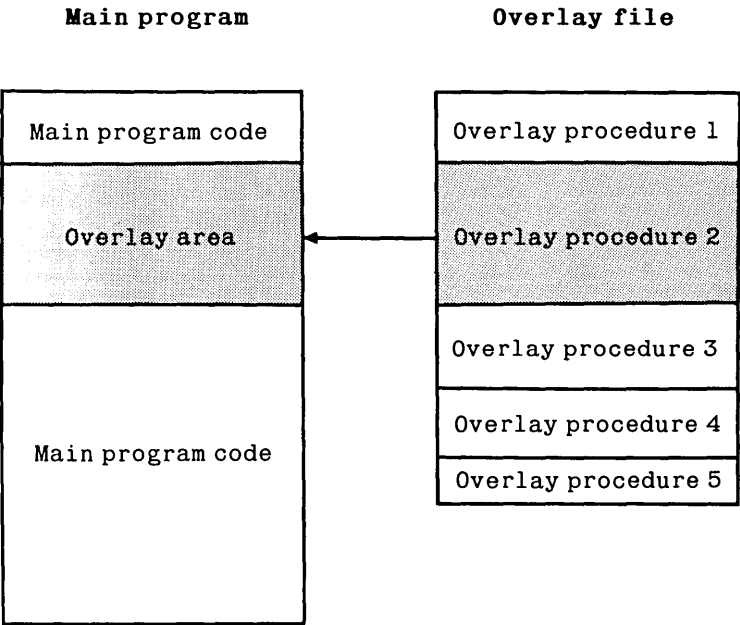 Main program
Overlay file
Main program code
Overlay area
Main program code
Overlay procedure 1
Overlay procedure 2
Overlay procedure 3
Overlay procedure 4
Overlay procedure 5